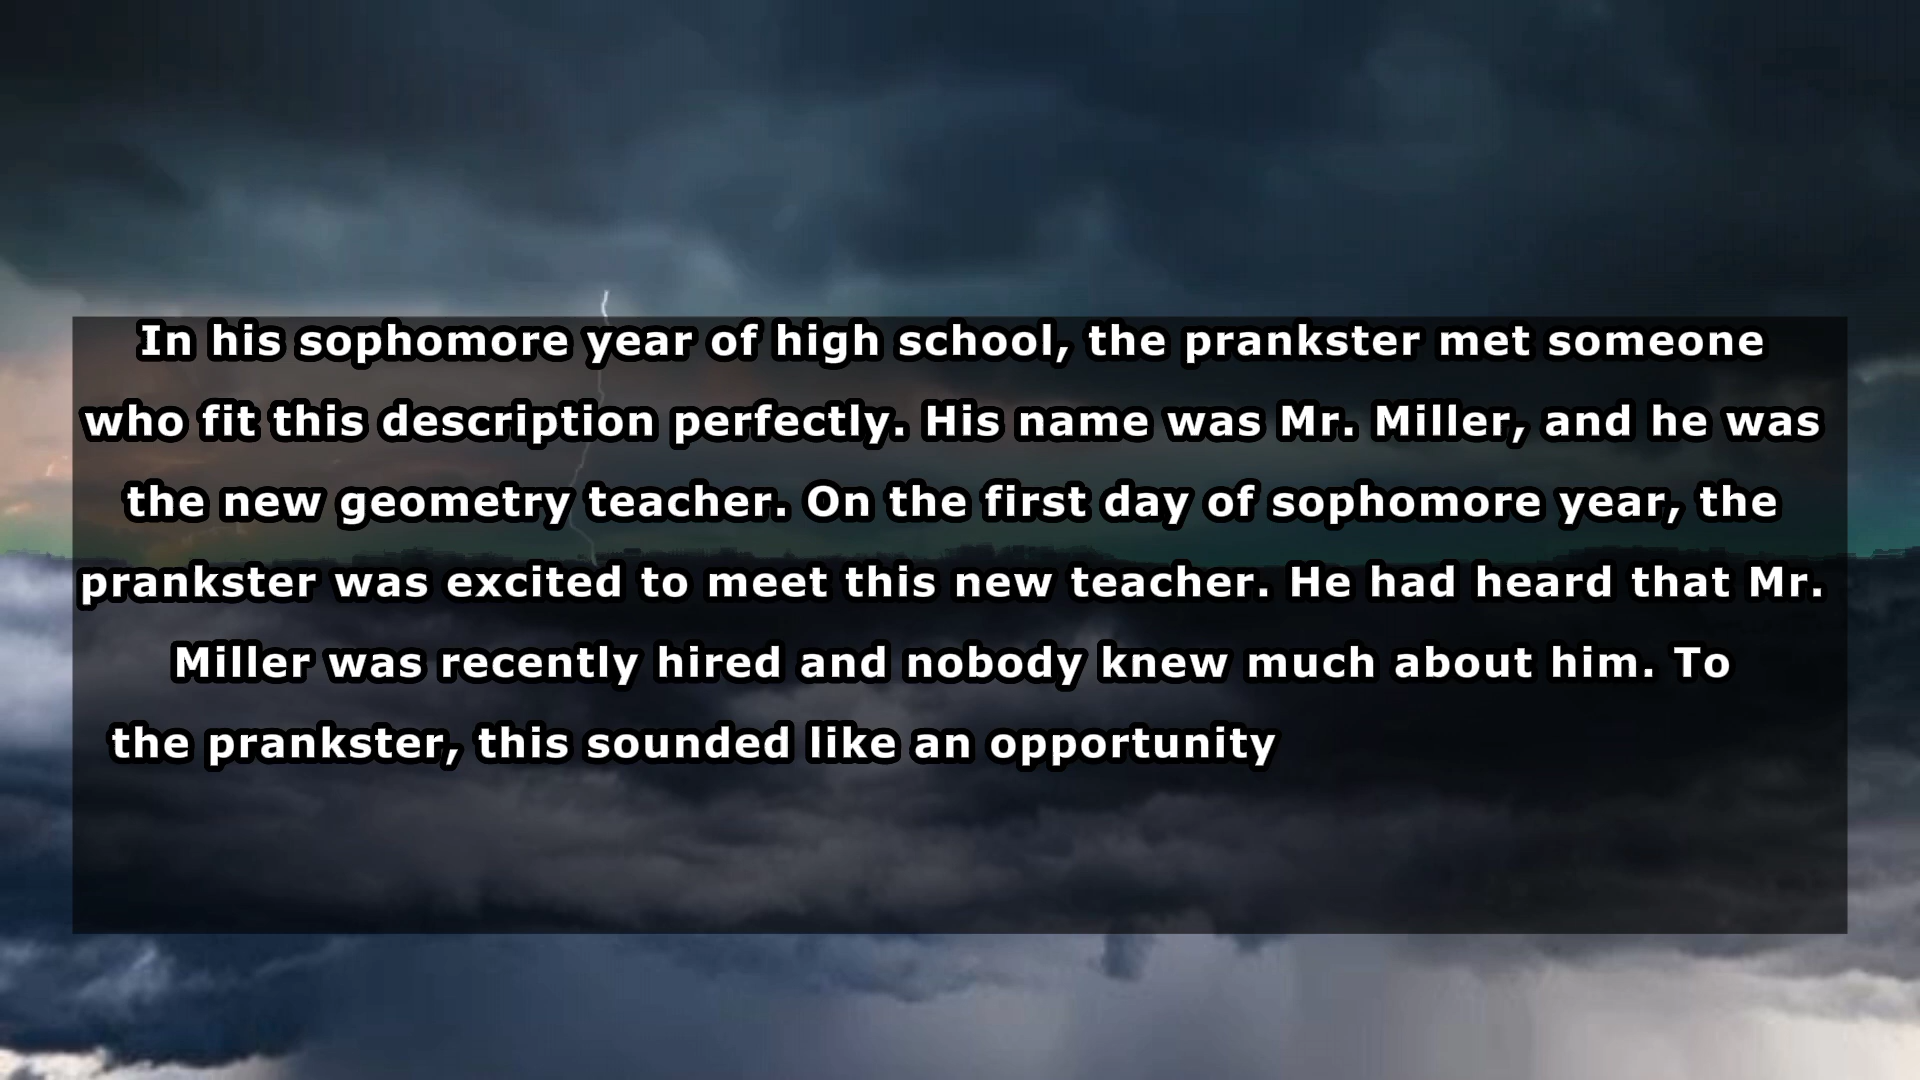 In his sophomore year of high school, the prankster met someone
who fit this description perfectly. His name was Mr. Miller, and he was
the new geometry teacher. On the first day of sophomore year, the
prankster was excited to meet this new teacher. He had heard that Mr.
Miller was recently hired and nobody knew much about him. To
the prankster, this sounded like an opportunity